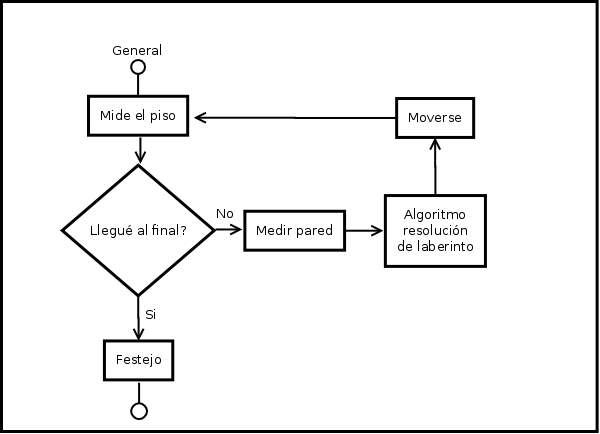 General
Mide el piso
Moverse
Llegué al final?
No
Medir pared
Algoritmo
resolución
de laberinto
Si
Festejo